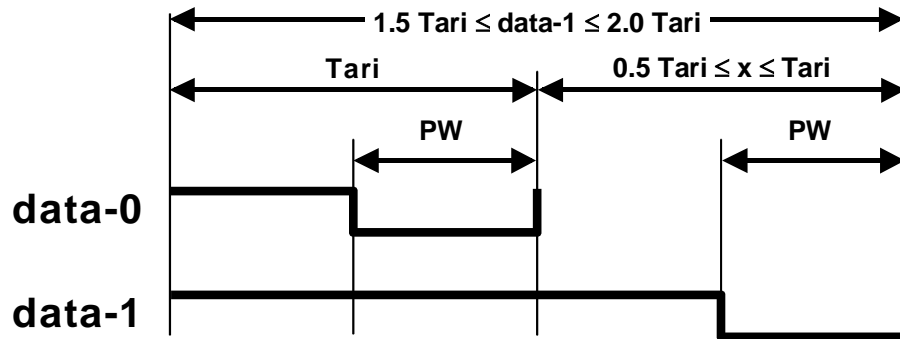 1.5 Tari ≤ data-1 ≤ 2.0 Tari
Tari
0.5 Tari ≤ x ≤ Tari
PW
PW
data-0
data-1